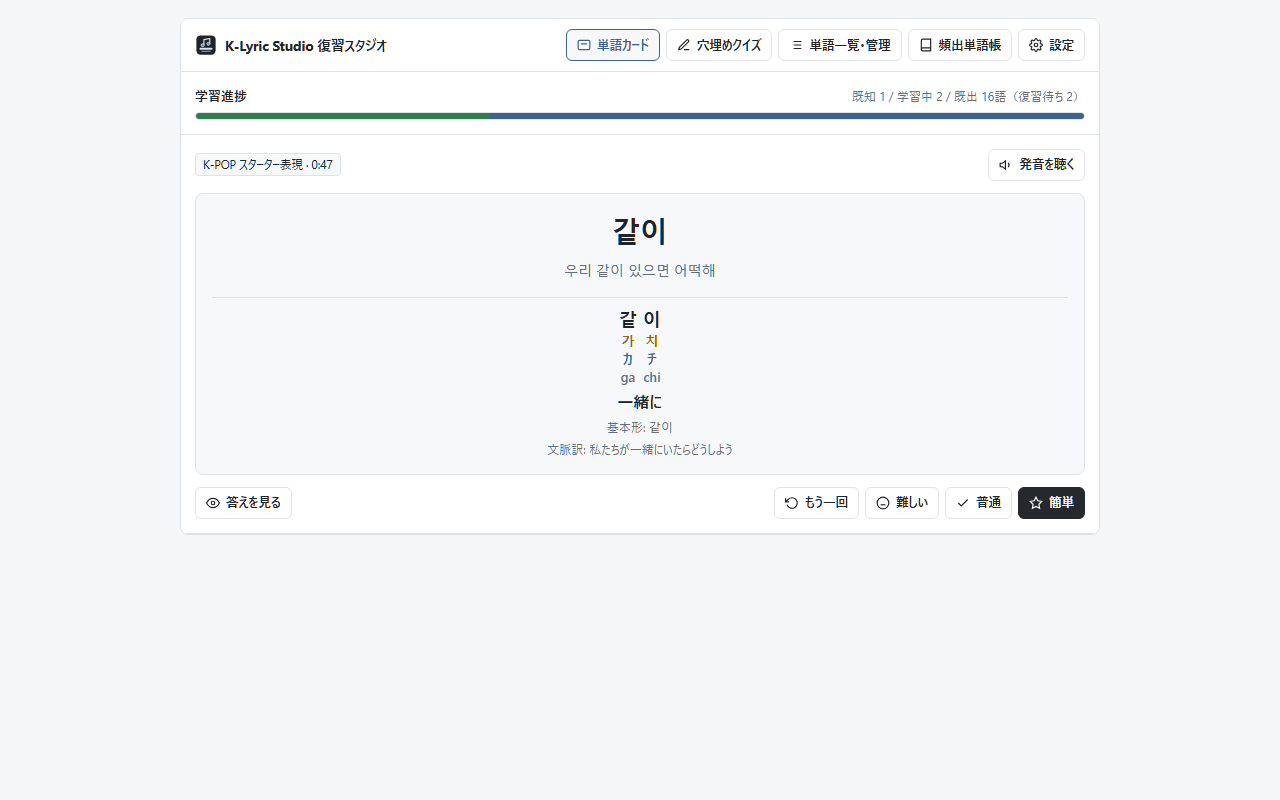 K-Lyric Studio 復習スタジオ
単語カード
穴埋めクイズ
単語一覧・管理
頻出単語帳
設定
学習進捗
既知 1 / 学習中 2 / 既出 16語（復習待ち 2）
K-POP スターター表現 · 0:47
発音を聴く
같이
우리 같이 있으면 어떡해
같 이
가 치
カ チ
ga chi
一緒に
基本形: 같이
文脈訳: 私たちが一緒にいたらどうしよう
答えを見る
もう一回
難しい
普通
簡単